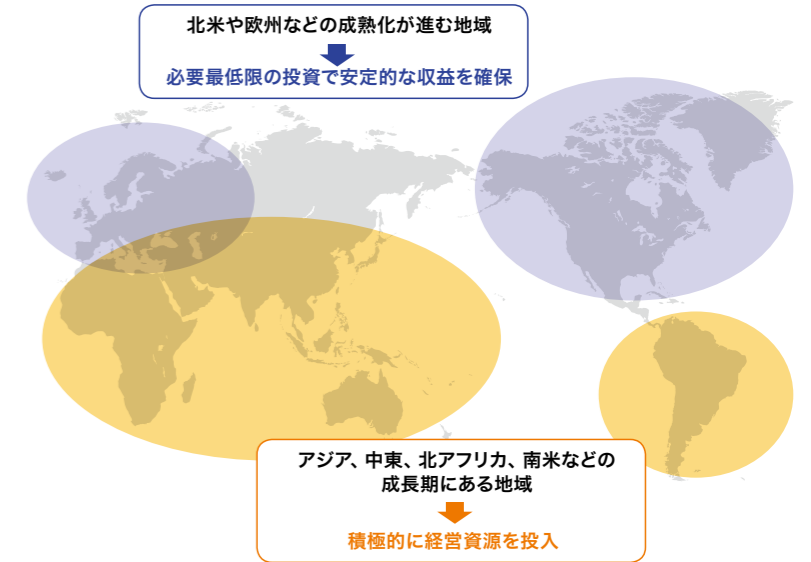 北米や欧州などの成熟化が進む地域
必要最低限の投資で安定的な収益を確保
アジア、中東、北アフリカ、南米などの
成長期にある地域
積極的に経営資源を投入